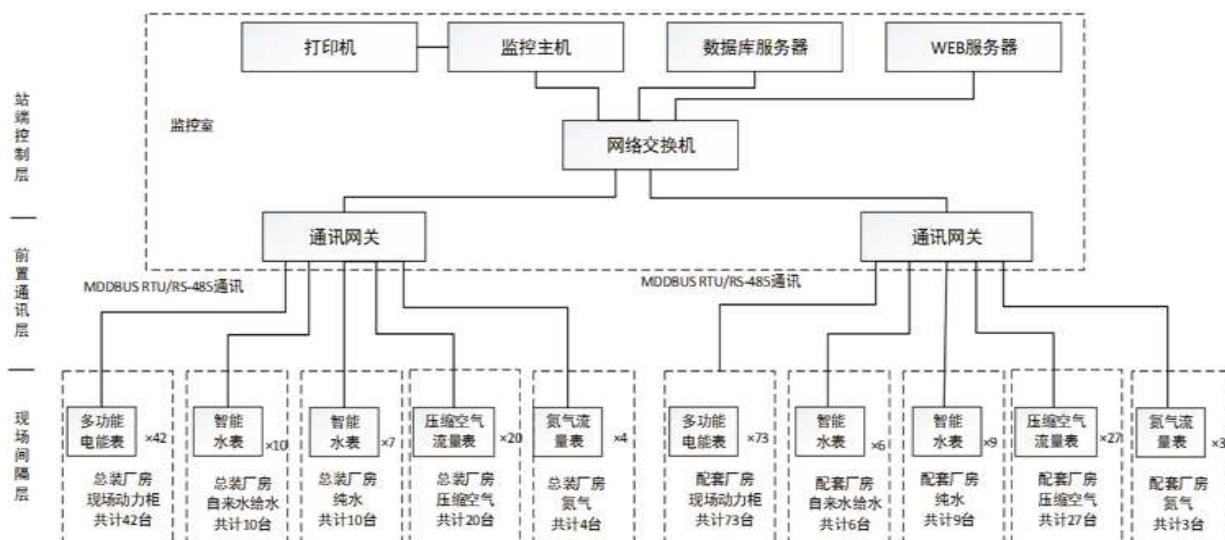 打印机
监控主机
数据库服务器
WEB服务器
站端控制层
监控室
网络交换机
通讯网关
通讯网关
前置通讯层
MDDBUS RTU/RS-485通讯
MDDBUS RTU/RS-485通讯
现场间隔层
多功能
电能表
×42
总装厂房
现场动力柜
共计42台
智能
水表
×10
总装厂房
自来水给水
共计10台
智能
水表
×7
总装厂房
纯水
共计10台
压缩空气
流量表
×20
总装厂房
压缩空气
共计20台
氮气流
量表
×4
总装厂房
氮气
共计4台
多功能
电能表
×73
配套厂房
现场动力柜
共计73台
智能
水表
×6
配套厂房
自来水给水
共计6台
智能
水表
×9
配套厂房
纯水
共计9台
压缩空气
流量表
×27
配套厂房
压缩空气
共计27台
氮气流
量表
×3
配套厂房
氮气
共计3台